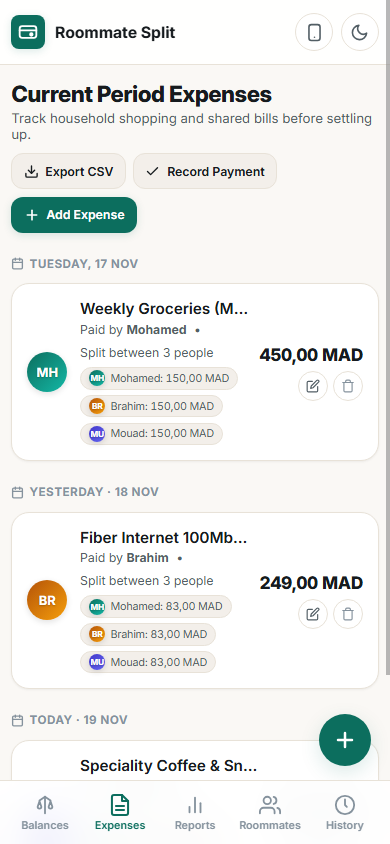 Roommate Split
Current Period Expenses
Track household shopping and shared bills before settling
up.
Export CSV
Record Payment
Add Expense
TUESDAY, 17 NOV
Weekly Groceries (M...
Paid by Mohamed •
Split between 3 people
450,00 MAD
MH
MH Mohamed: 150,00 MAD
BR Brahim: 150,00 MAD
MU Mouad: 150,00 MAD
YESTERDAY · 18 NOV
Fiber Internet 100Mb...
Paid by Brahim •
Split between 3 people
249,00 MAD
BR
MH Mohamed: 83,00 MAD
BR Brahim: 83,00 MAD
MU Mouad: 83,00 MAD
TODAY · 19 NOV
Speciality Coffee & Sn...
Balances
Expenses
Reports
Roommates
History